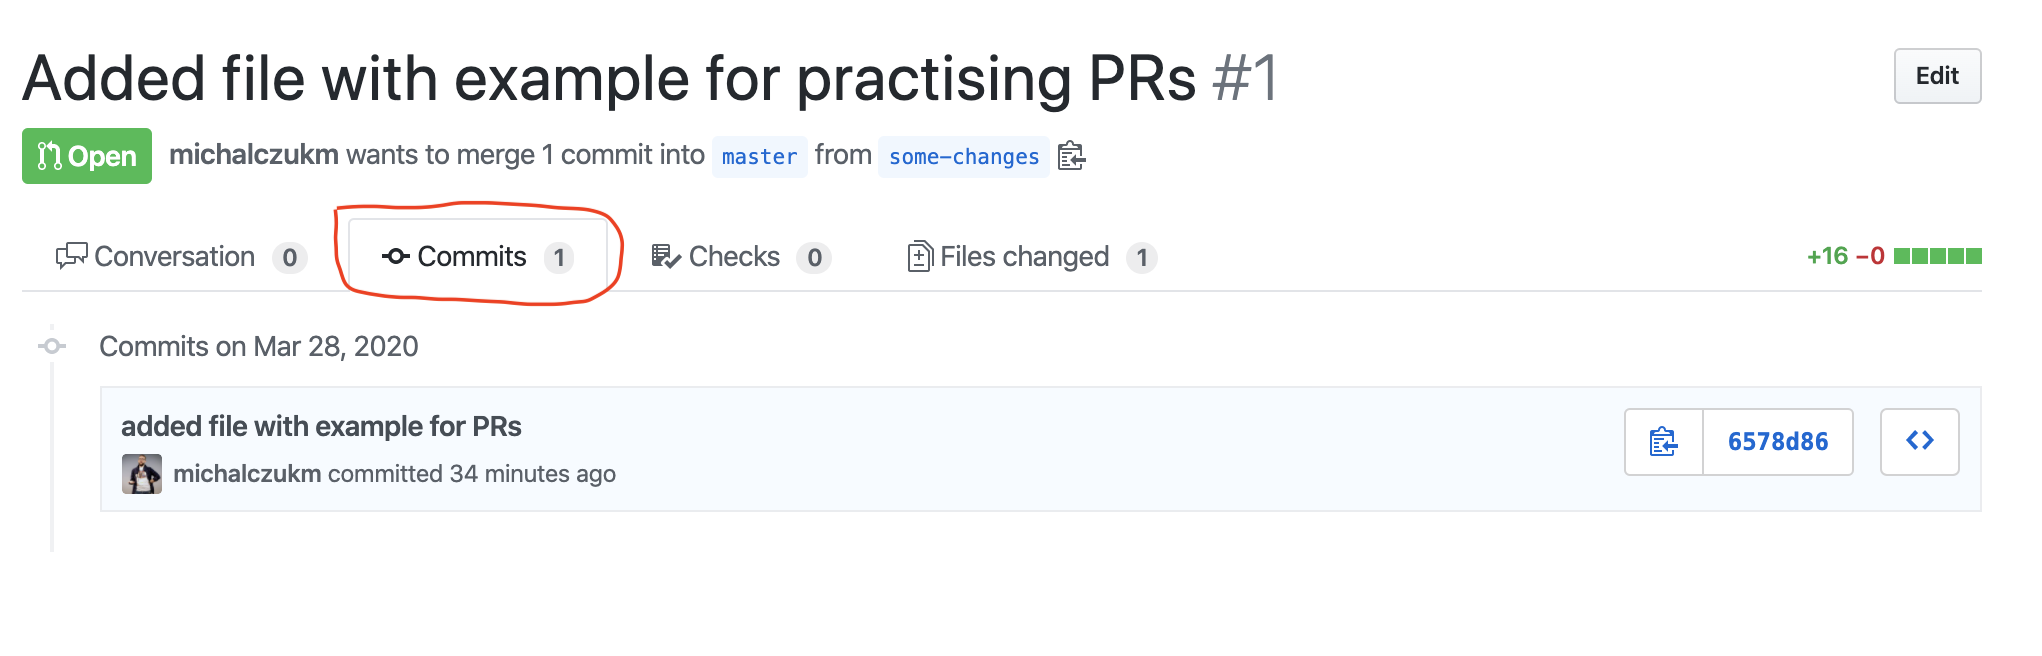 Added file with example for practising PRs #1
Edit
Open michalczukm wants to merge 1 commit into master from some-changes
Conversation 0 Commits 1 Checks 0 Files changed 1 +16 −0
Commits on Mar 28, 2020
added file with example for PRs
michalczukm committed 34 minutes ago
6578d86